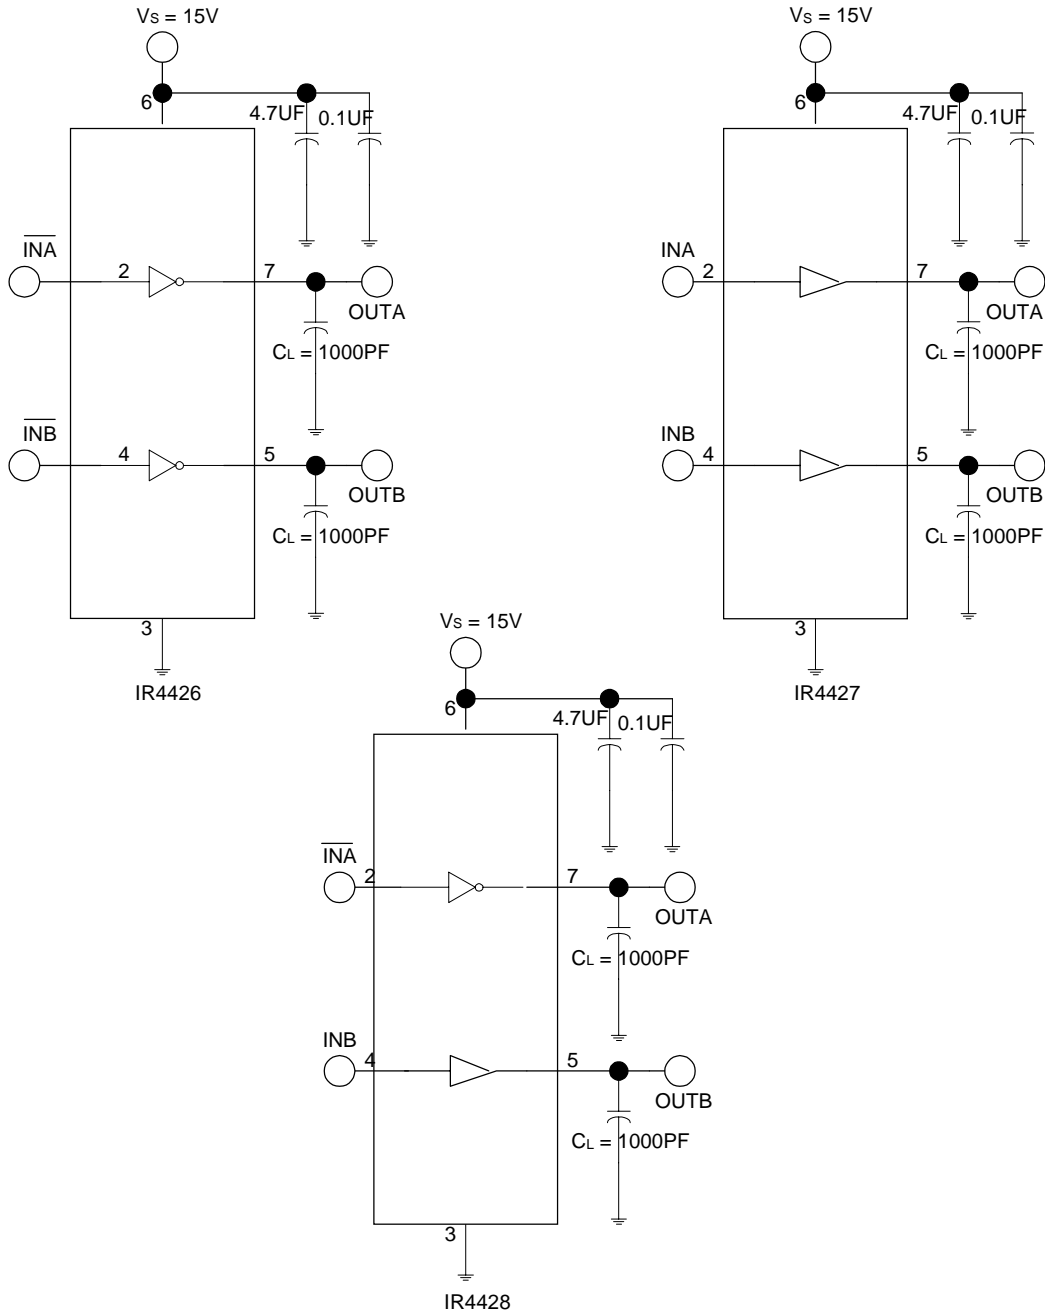 Vs = 15V
6
4.7UF
0.1UF
INA
2
7
OUTA
CL = 1000PF
INB
4
5
OUTB
CL = 1000PF
3
IR4426
Vs = 15V
6
4.7UF
0.1UF
INA
2
7
OUTA
CL = 1000PF
INB
4
5
OUTB
CL = 1000PF
3
IR4427
Vs = 15V
6
4.7UF
0.1UF
INA
2
7
OUTA
CL = 1000PF
INB
4
5
OUTB
CL = 1000PF
3
IR4428